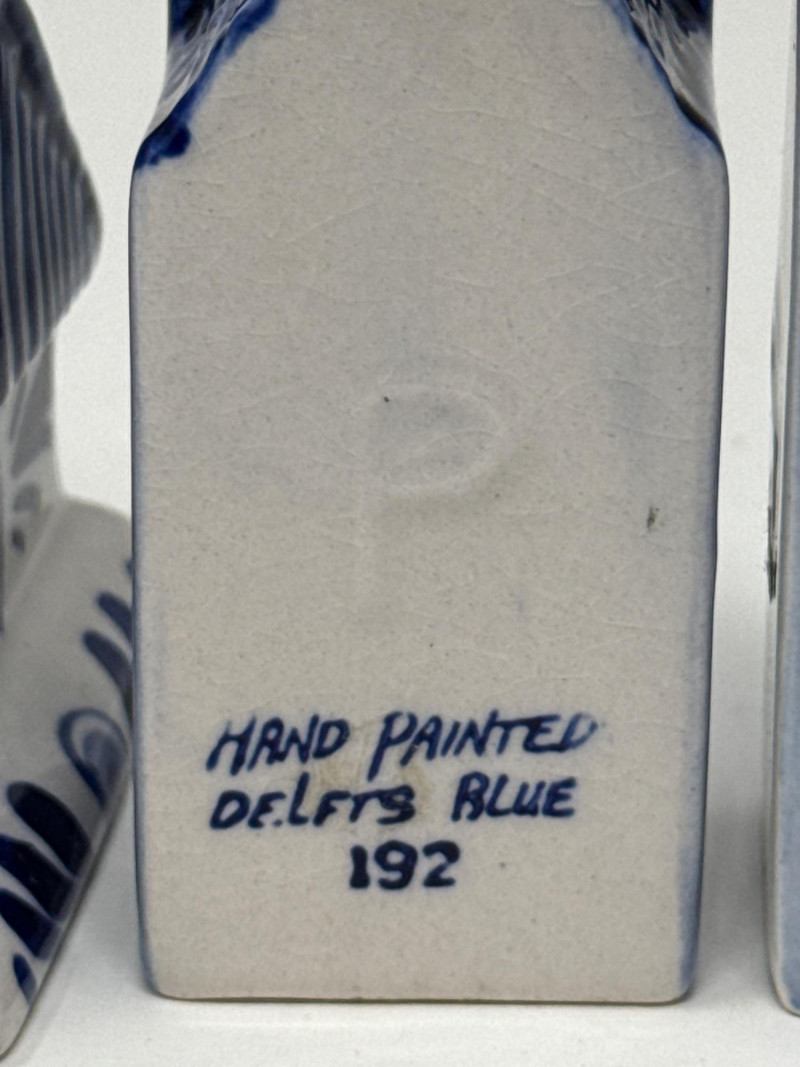 P
HAND PAINTED
DELFTS BLUE
192